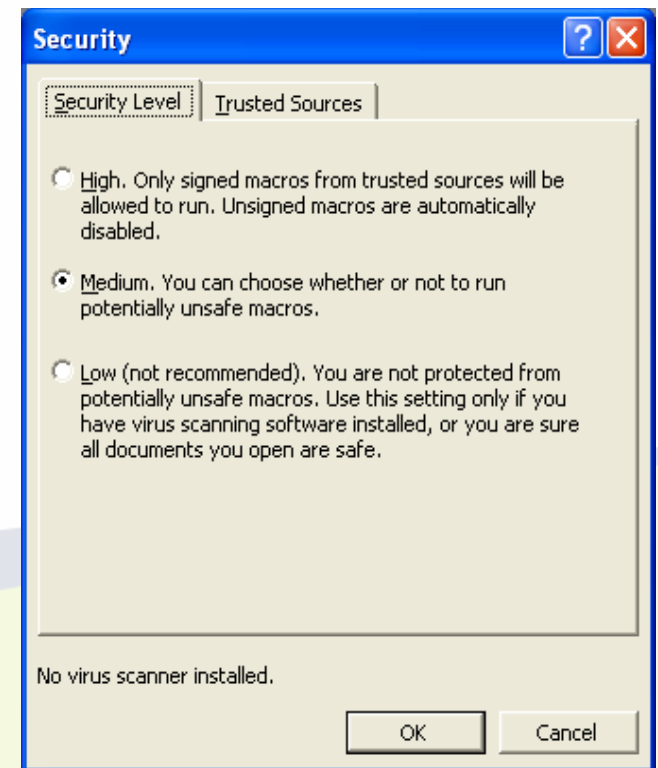 Security
Security Level
Trusted Sources
High. Only signed macros from trusted sources will be
allowed to run. Unsigned macros are automatically
disabled.
Medium. You can choose whether or not to run
potentially unsafe macros.
Low (not recommended). You are not protected from
potentially unsafe macros. Use this setting only if you
have virus scanning software installed, or you are sure
all documents you open are safe.
No virus scanner installed.
OK
Cancel